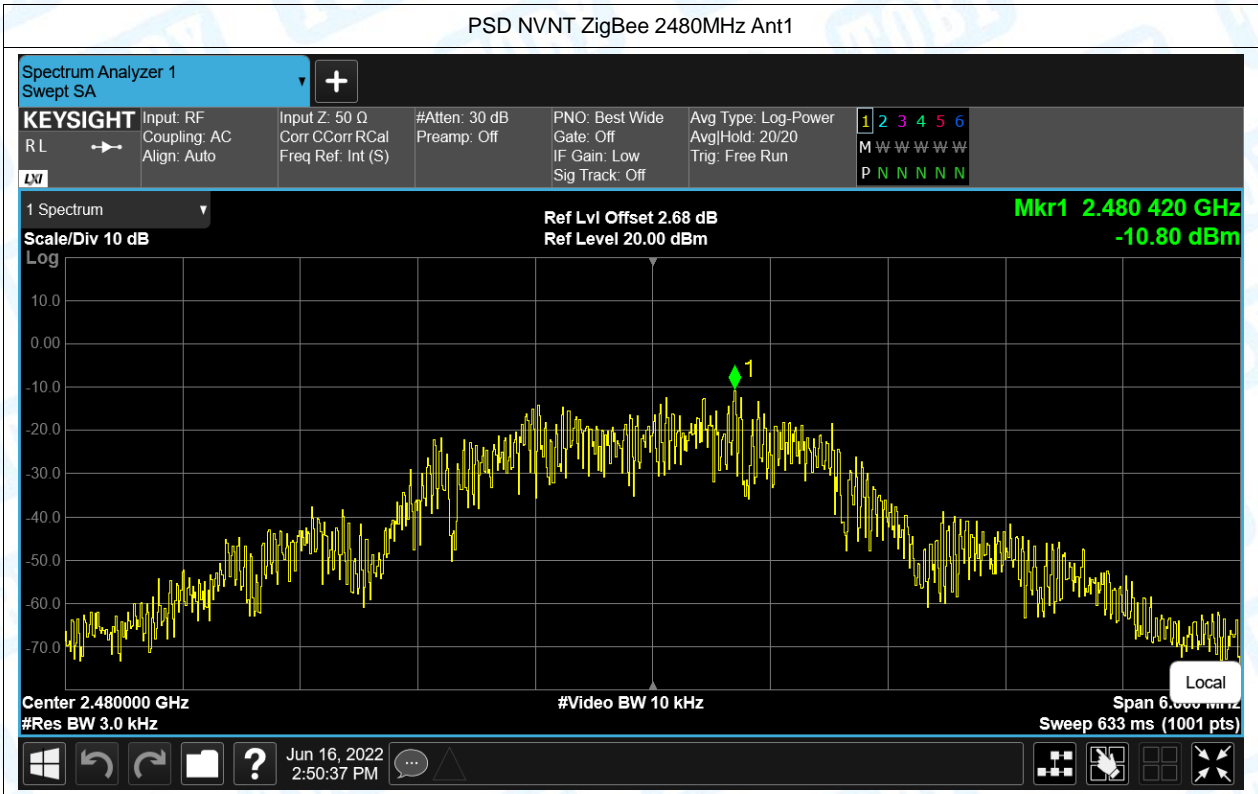 PSD NVNT ZigBee 2480MHz Ant1
Spectrum Analyzer 1
Swept SA
KEYSIGHT
RL
LXI
Input: RF
Coupling: AC
Align: Auto
Input Z: 50 Ω
Corr CCorr RCal
Freq Ref: Int (S)
#Atten: 30 dB
Preamp: Off
PNO: Best Wide
Gate: Off
IF Gain: Low
Sig Track: Off
Avg Type: Log-Power
Avg|Hold: 20/20
Trig: Free Run
1 2 3 4 5 6
M W W W W W
P N N N N N
1 Spectrum
Scale/Div 10 dB
Ref Lvl Offset 2.68 dB
Ref Level 20.00 dBm
Mkr1 2.480 420 GHz
-10.80 dBm
Log
10.0
0.00
-10.0
-20.0
-30.0
-40.0
-50.0
-60.0
-70.0
1
Center 2.480000 GHz
#Res BW 3.0 kHz
#Video BW 10 kHz
Local
Span 6.000 MHz
Sweep 633 ms (1001 pts)
Jun 16, 2022
2:50:37 PM